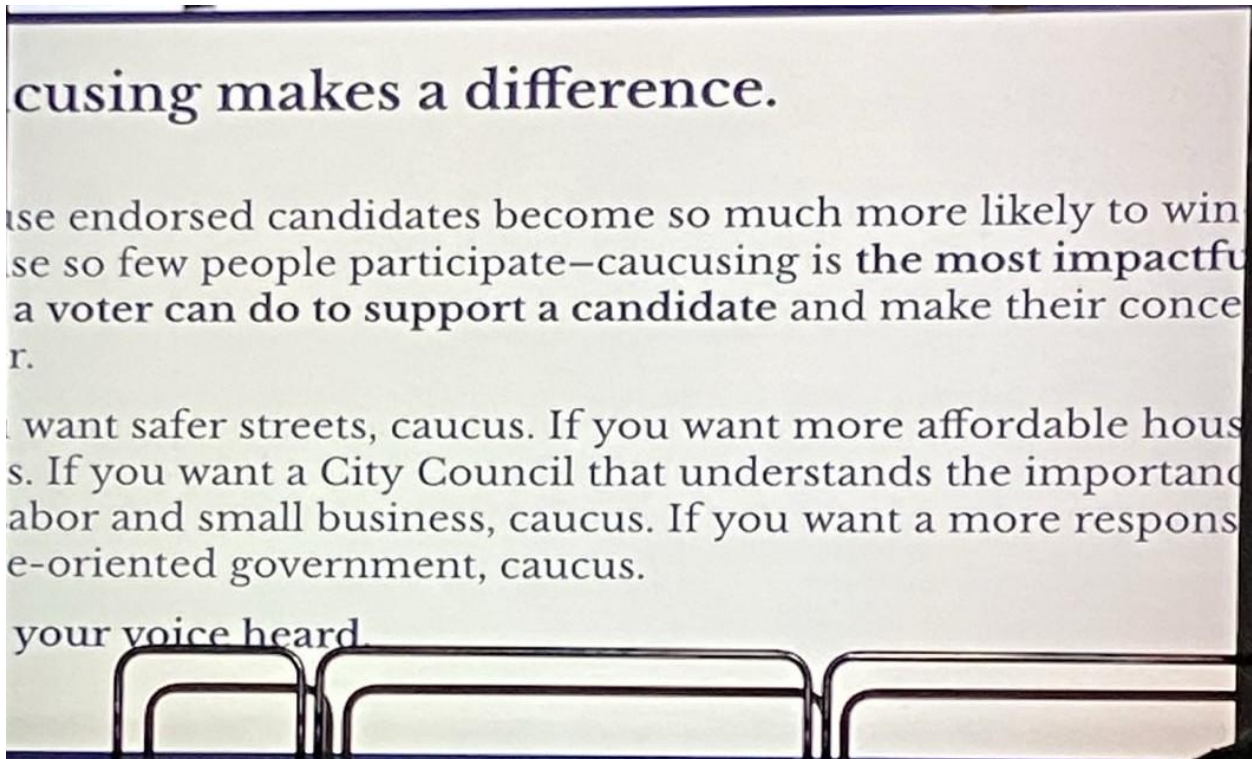 cusing makes a difference.
use endorsed candidates become so much more likely to win
se so few people participate—caucusing is the most impactfu
a voter can do to support a candidate and make their conce
r.
want safer streets, caucus. If you want more affordable hous
s. If you want a City Council that understands the importanc
abor and small business, caucus. If you want a more respons
e-oriented government, caucus.
your voice heard.